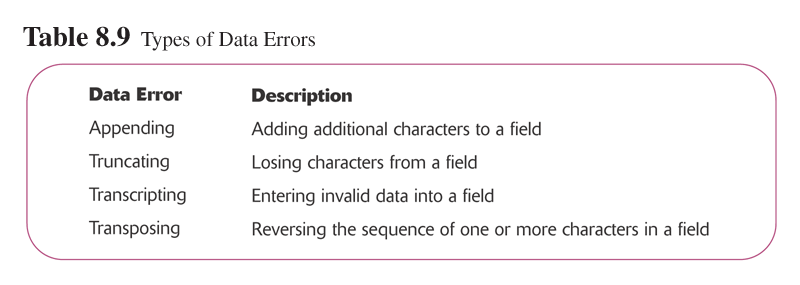 Table 8.9 Types of Data Errors
Data Error Description
Appending Adding additional characters to a field
Truncating Losing characters from a field
Transcripting Entering invalid data into a field
Transposing Reversing the sequence of one or more characters in a field